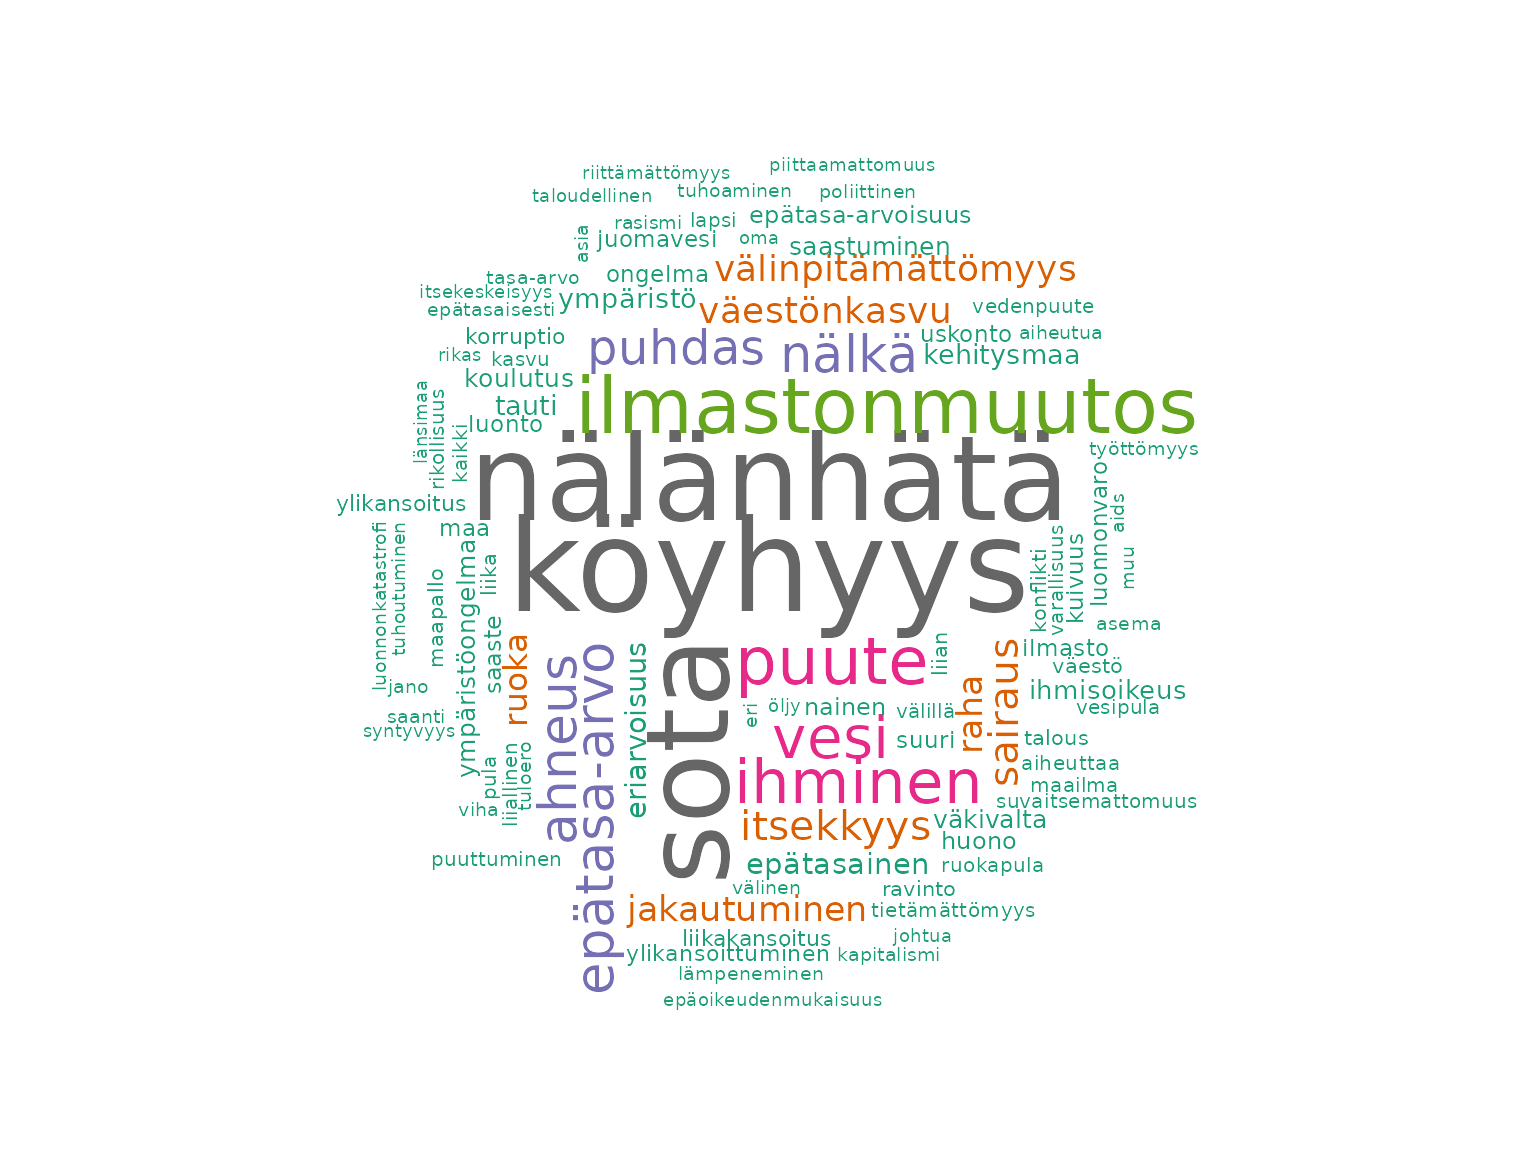 piittaamattomuus
riittämättömyys
tuhoaminen
poliittinen
taloudellinen
epätasa-arvoisuus
lapsi
rasismi
asia
juomavesi
oma
saastuminen
välinpitämättömyys
ongelma
tasa-arvo
itsekeskeisyys
ympäristö
epätasaisesti
väestönkasvu
vedenpuute
korruptio
uskonto
aiheutua
puhdas
nälkä
kehitysmaa
rikas
kasvu
koulutus
ilmastonmuutos
tauti
länsimaa
rikollisuus
kaikki
luonto
työttömyys
nälänhätä
ylikansoitus
luonnonvaro
aids
maa
köyhyys
luonnonkatastrofi
tuhoutuminen
maapallo
ympäristöongelma
liika
konflikti
varallisuus
kuivuus
muu
asema
saaste
ruoka
ahneus
epätasa-arvo
eriarvoisuus
sota
puute
liian
sairaus
ilmasto
väestö
jano
raha
ihmisoikeus
vesipula
eri
öljy
nainen
välillä
saanti
syntyvyys
vesi
suuri
talous
pula
liiallinen
tuloero
aiheuttaa
ihminen
maailma
suvaitsemattomuus
viha
itsekkyys
väkivalta
huono
puuttuminen
epätasainen
ruokapula
välinen
ravinto
jakautuminen
tietämättömyys
liikakansoitus
johtua
ylikansoittuminen
kapitalismi
lämpeneminen
epäoikeudenmukaisuus